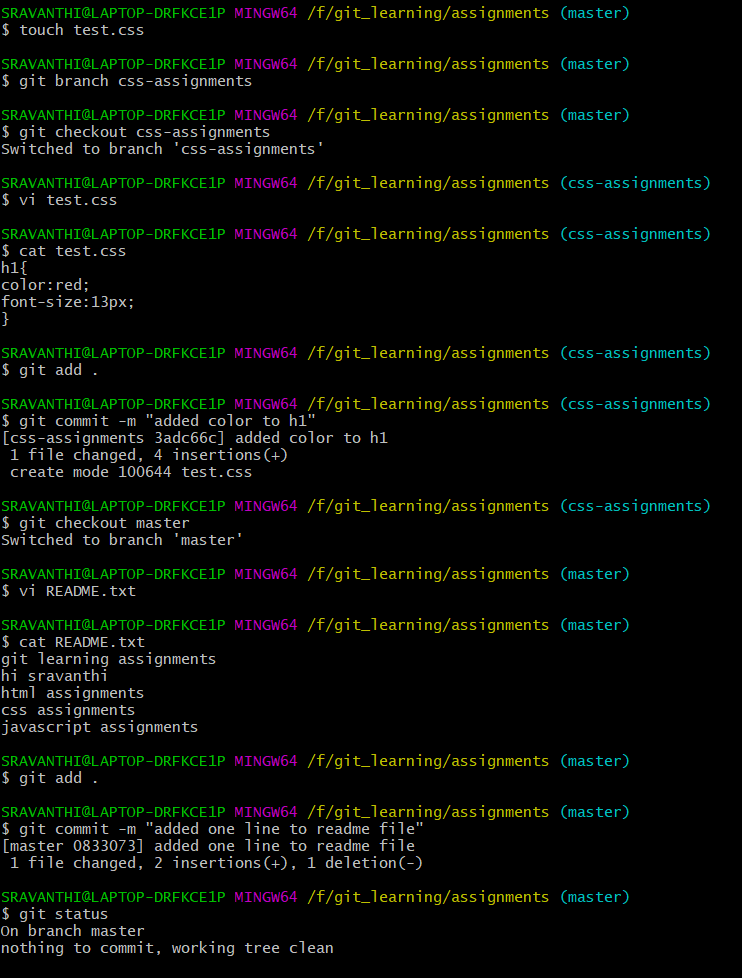 SRAVANTHI@LAPTOP-DRFKCE1P MINGW64 /f/git_learning/assignments (master)
$ touch test.css
SRAVANTHI@LAPTOP-DRFKCE1P MINGW64 /f/git_learning/assignments (master)
$ git branch css-assignments
SRAVANTHI@LAPTOP-DRFKCE1P MINGW64 /f/git_learning/assignments (master)
$ git checkout css-assignments
Switched to branch 'css-assignments'
SRAVANTHI@LAPTOP-DRFKCE1P MINGW64 /f/git_learning/assignments (css-assignments)
$ vi test.css
SRAVANTHI@LAPTOP-DRFKCE1P MINGW64 /f/git_learning/assignments (css-assignments)
$ cat test.css
h1{
color:red;
font-size:13px;
}
SRAVANTHI@LAPTOP-DRFKCE1P MINGW64 /f/git_learning/assignments (css-assignments)
$ git add .
SRAVANTHI@LAPTOP-DRFKCE1P MINGW64 /f/git_learning/assignments (css-assignments)
$ git commit -m "added color to h1"
[css-assignments 3adc66c] added color to h1
 1 file changed, 4 insertions(+)
 create mode 100644 test.css
SRAVANTHI@LAPTOP-DRFKCE1P MINGW64 /f/git_learning/assignments (css-assignments)
$ git checkout master
Switched to branch 'master'
SRAVANTHI@LAPTOP-DRFKCE1P MINGW64 /f/git_learning/assignments (master)
$ vi README.txt
SRAVANTHI@LAPTOP-DRFKCE1P MINGW64 /f/git_learning/assignments (master)
$ cat README.txt
git learning assignments
hi sravanthi
html assignments
css assignments
javascript assignments
SRAVANTHI@LAPTOP-DRFKCE1P MINGW64 /f/git_learning/assignments (master)
$ git add .
SRAVANTHI@LAPTOP-DRFKCE1P MINGW64 /f/git_learning/assignments (master)
$ git commit -m "added one line to readme file"
[master 0833073] added one line to readme file
 1 file changed, 2 insertions(+), 1 deletion(-)
SRAVANTHI@LAPTOP-DRFKCE1P MINGW64 /f/git_learning/assignments (master)
$ git status
On branch master
nothing to commit, working tree clean